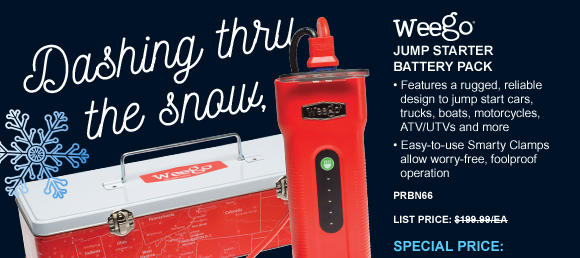 Dashing thru
the snow,
Weego
JUMP STARTER
BATTERY PACK
• Features a rugged, reliable
design to jump start cars,
trucks, boats, motorcycles,
ATV/UTVs and more
• Easy-to-use Smarty Clamps
allow worry-free, foolproof
operation
PRBN66
LIST PRICE: $199.99/EA
SPECIAL PRICE:
Weego
Weego